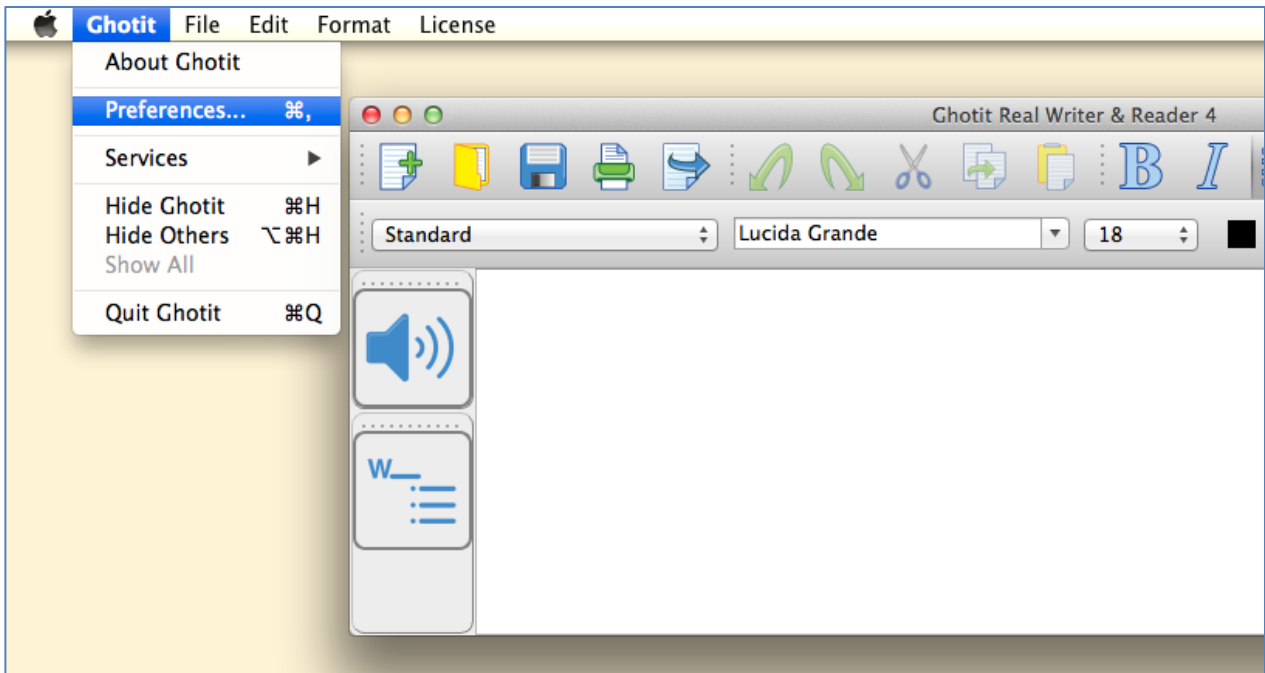 Ghotit File Edit Format License
About Ghotit
Preferences... ⌘,
Services ▶
Hide Ghotit ⌘H
Hide Others ⌥⌘H
Show All
Quit Ghotit ⌘Q
Ghotit Real Writer & Reader 4
B I
Standard Lucida Grande 18
W